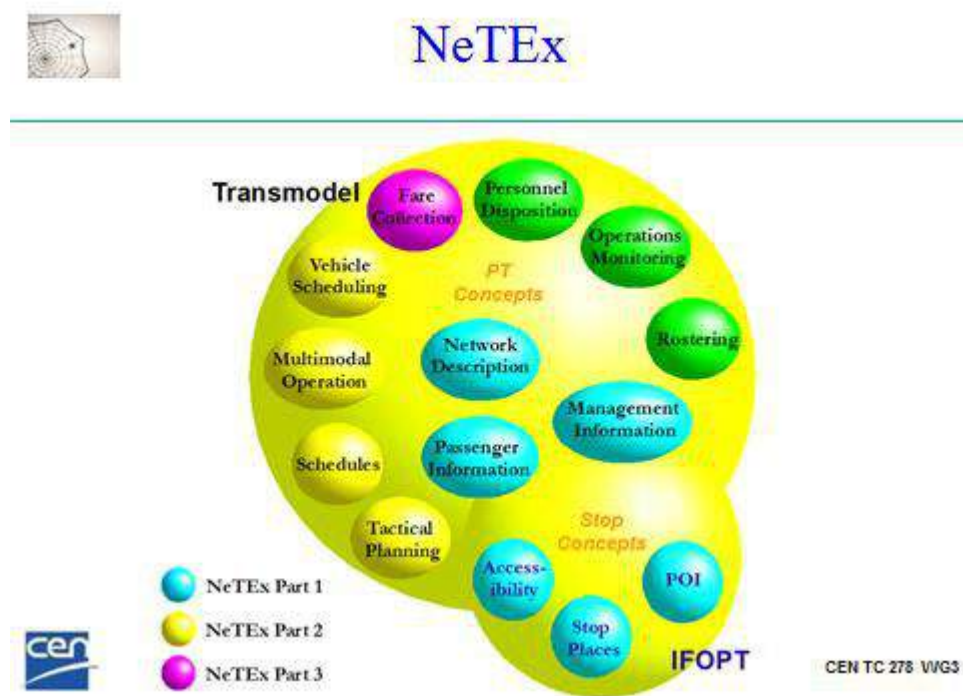 NeTEx
Transmodel
Fare
Collection
Personnel
Disposition
Operations
Monitoring
Vehicle
Scheduling
PT
Concepts
Rostering
Network
Description
Multimodal
Operation
Management
Information
Passenger
Information
Schedules
Tactical
Planning
Stop
Concepts
Access-
ibility
POI
Stop
Places
NeTEx Part 1
NeTEx Part 2
NeTEx Part 3
IFOPT
cen
CEN TC 278 WG3